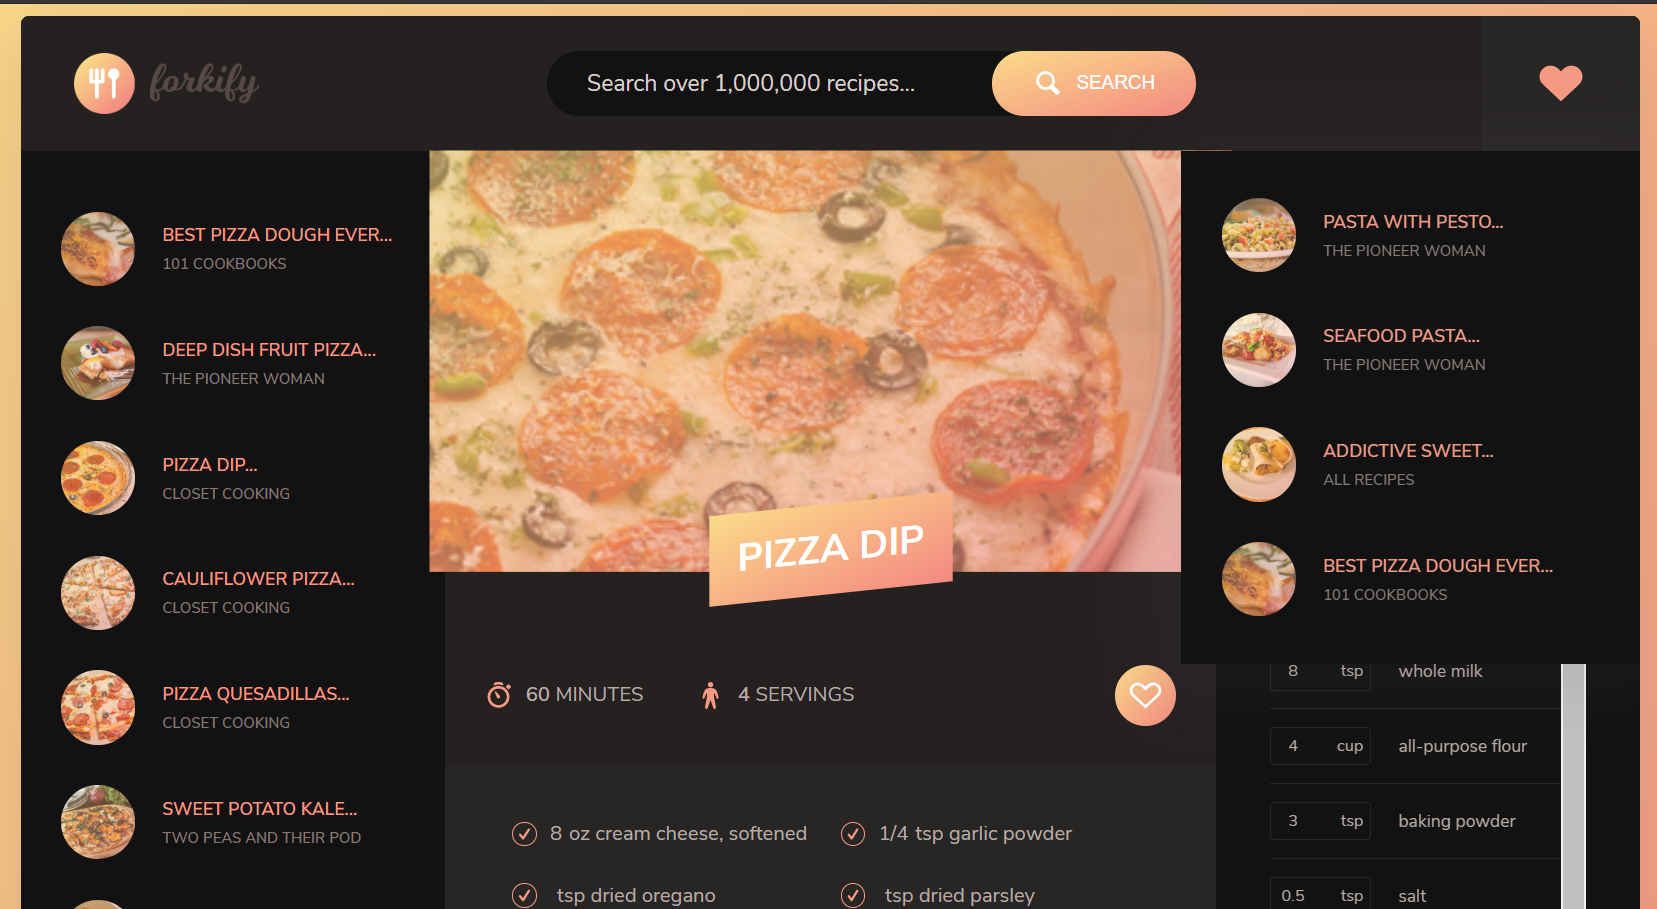 forkify
Search over 1,000,000 recipes...
SEARCH
BEST PIZZA DOUGH EVER...
101 COOKBOOKS
DEEP DISH FRUIT PIZZA...
THE PIONEER WOMAN
PIZZA DIP...
CLOSET COOKING
CAULIFLOWER PIZZA...
CLOSET COOKING
PIZZA QUESADILLAS...
CLOSET COOKING
SWEET POTATO KALE...
TWO PEAS AND THEIR POD
PIZZA DIP
60 MINUTES
4 SERVINGS
8 oz cream cheese, softened
1/4 tsp garlic powder
tsp dried oregano
tsp dried parsley
PASTA WITH PESTO...
THE PIONEER WOMAN
SEAFOOD PASTA...
THE PIONEER WOMAN
ADDICTIVE SWEET...
ALL RECIPES
BEST PIZZA DOUGH EVER...
101 COOKBOOKS
8 tsp whole milk
4 cup all-purpose flour
3 tsp baking powder
0.5 tsp salt